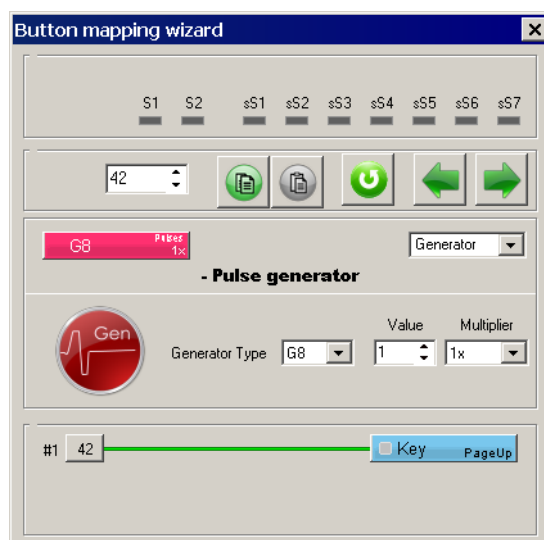 Button mapping wizard
S1 S2 sS1 sS2 sS3 sS4 sS5 sS6 sS7
42
G8 Pulses 1x Generator
- Pulse generator
Gen
Value Multiplier
Generator Type G8 1 1x
#1 42 Key PageUp